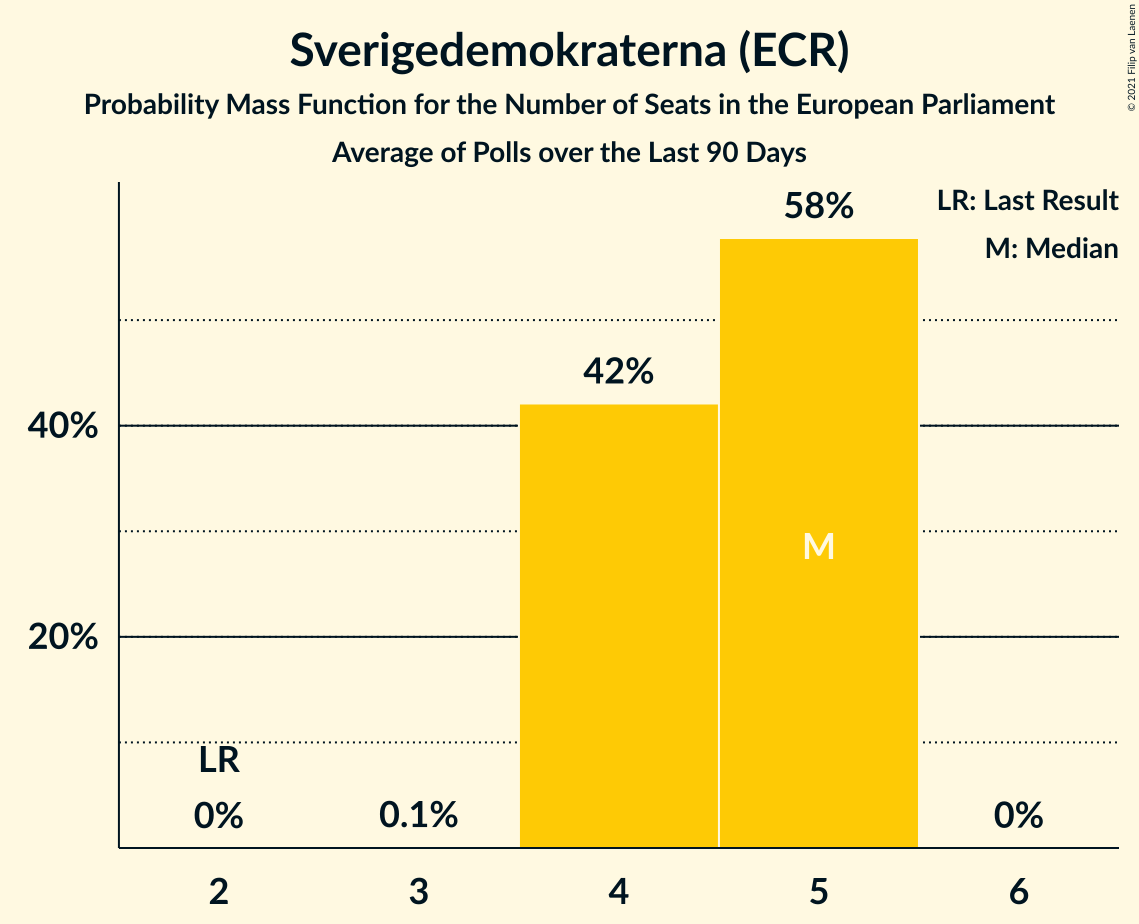 Sverigedemokraterna (ECR)
Probability Mass Function for the Number of Seats in the European Parliament
Average of Polls over the Last 90 Days
© 2021 Filip van Laenen
LR: Last Result
M: Median
58%
42%
40%
M
20%
LR
0%
0.1%
0%
2
3
4
5
6